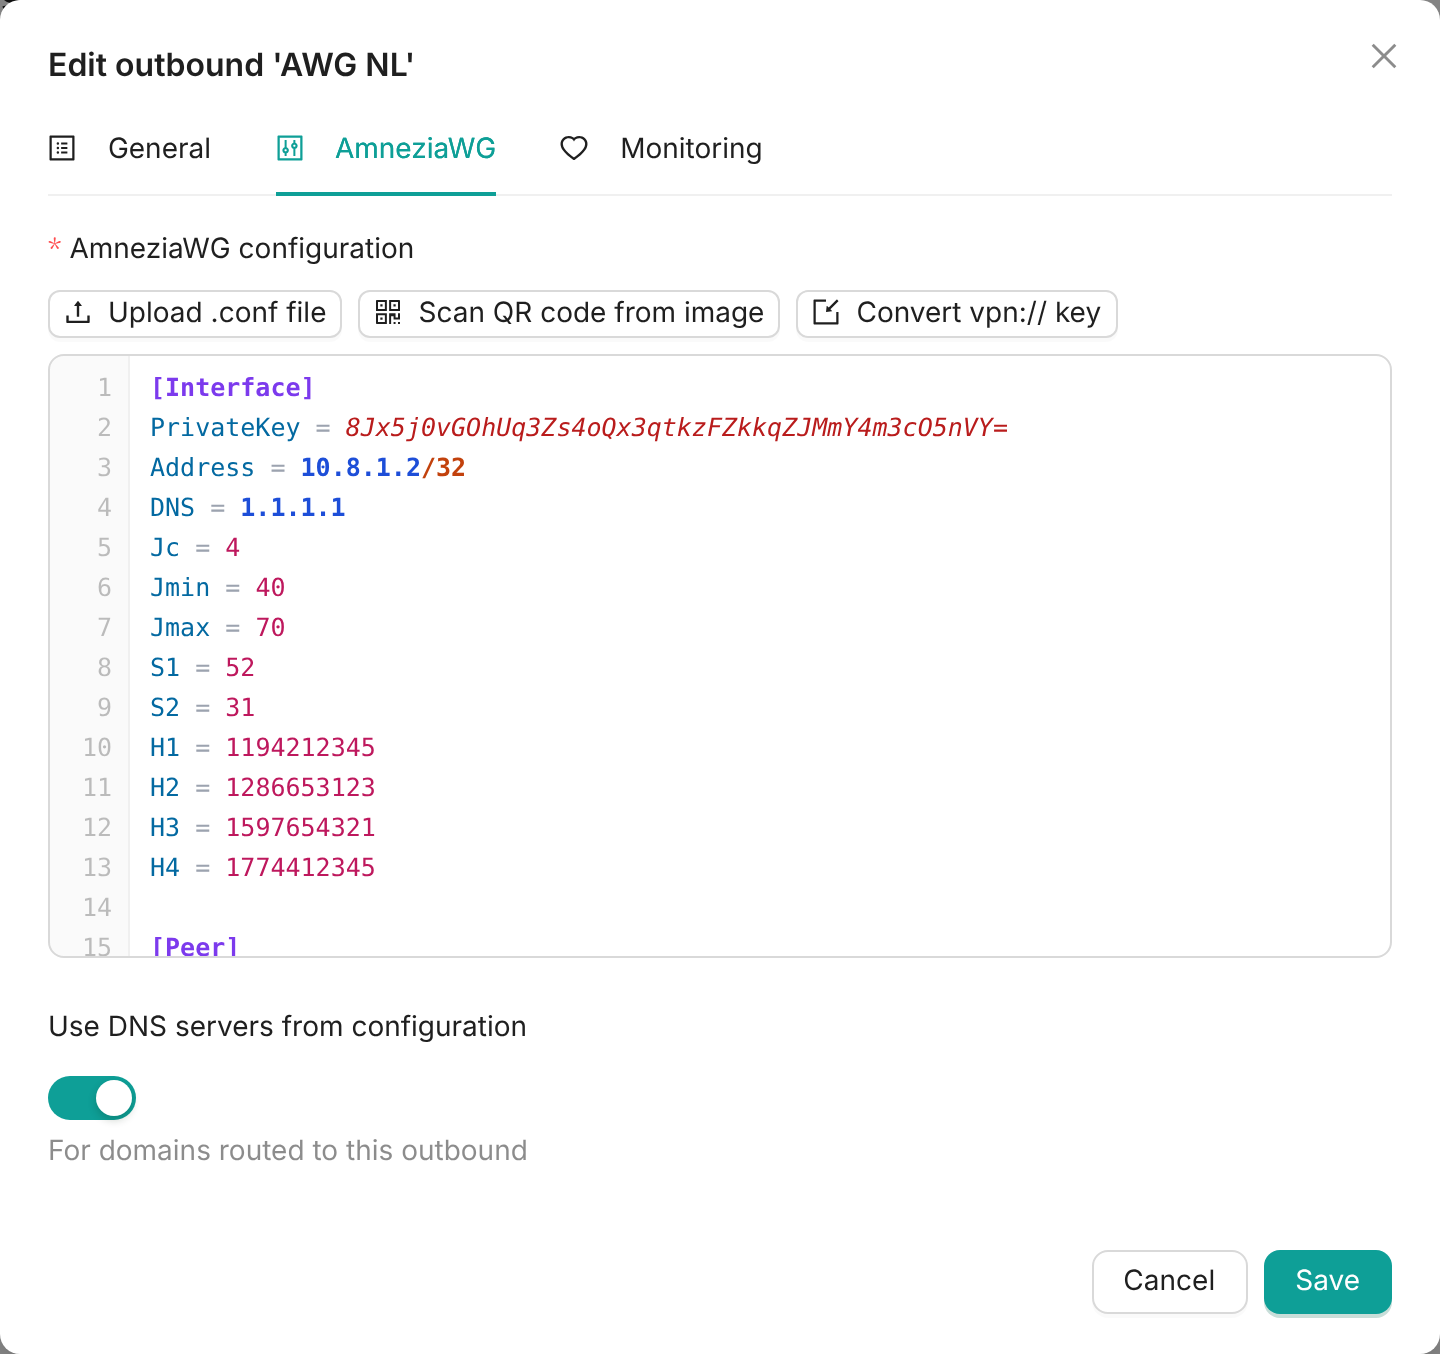 Edit outbound 'AWG NL'
General AmneziaWG Monitoring
* AmneziaWG configuration
Upload .conf file Scan QR code from image Convert vpn:// key
1 [Interface]
2 PrivateKey = 8Jx5j0vGOhUq3Zs4oQx3qtkzFZkkqZJMmY4m3cO5nVY=
3 Address = 10.8.1.2/32
4 DNS = 1.1.1.1
5 Jc = 4
6 Jmin = 40
7 Jmax = 70
8 S1 = 52
9 S2 = 31
10 H1 = 1194212345
11 H2 = 1286653123
12 H3 = 1597654321
13 H4 = 1774412345
14
15 [Peer]
Use DNS servers from configuration
For domains routed to this outbound
Cancel Save